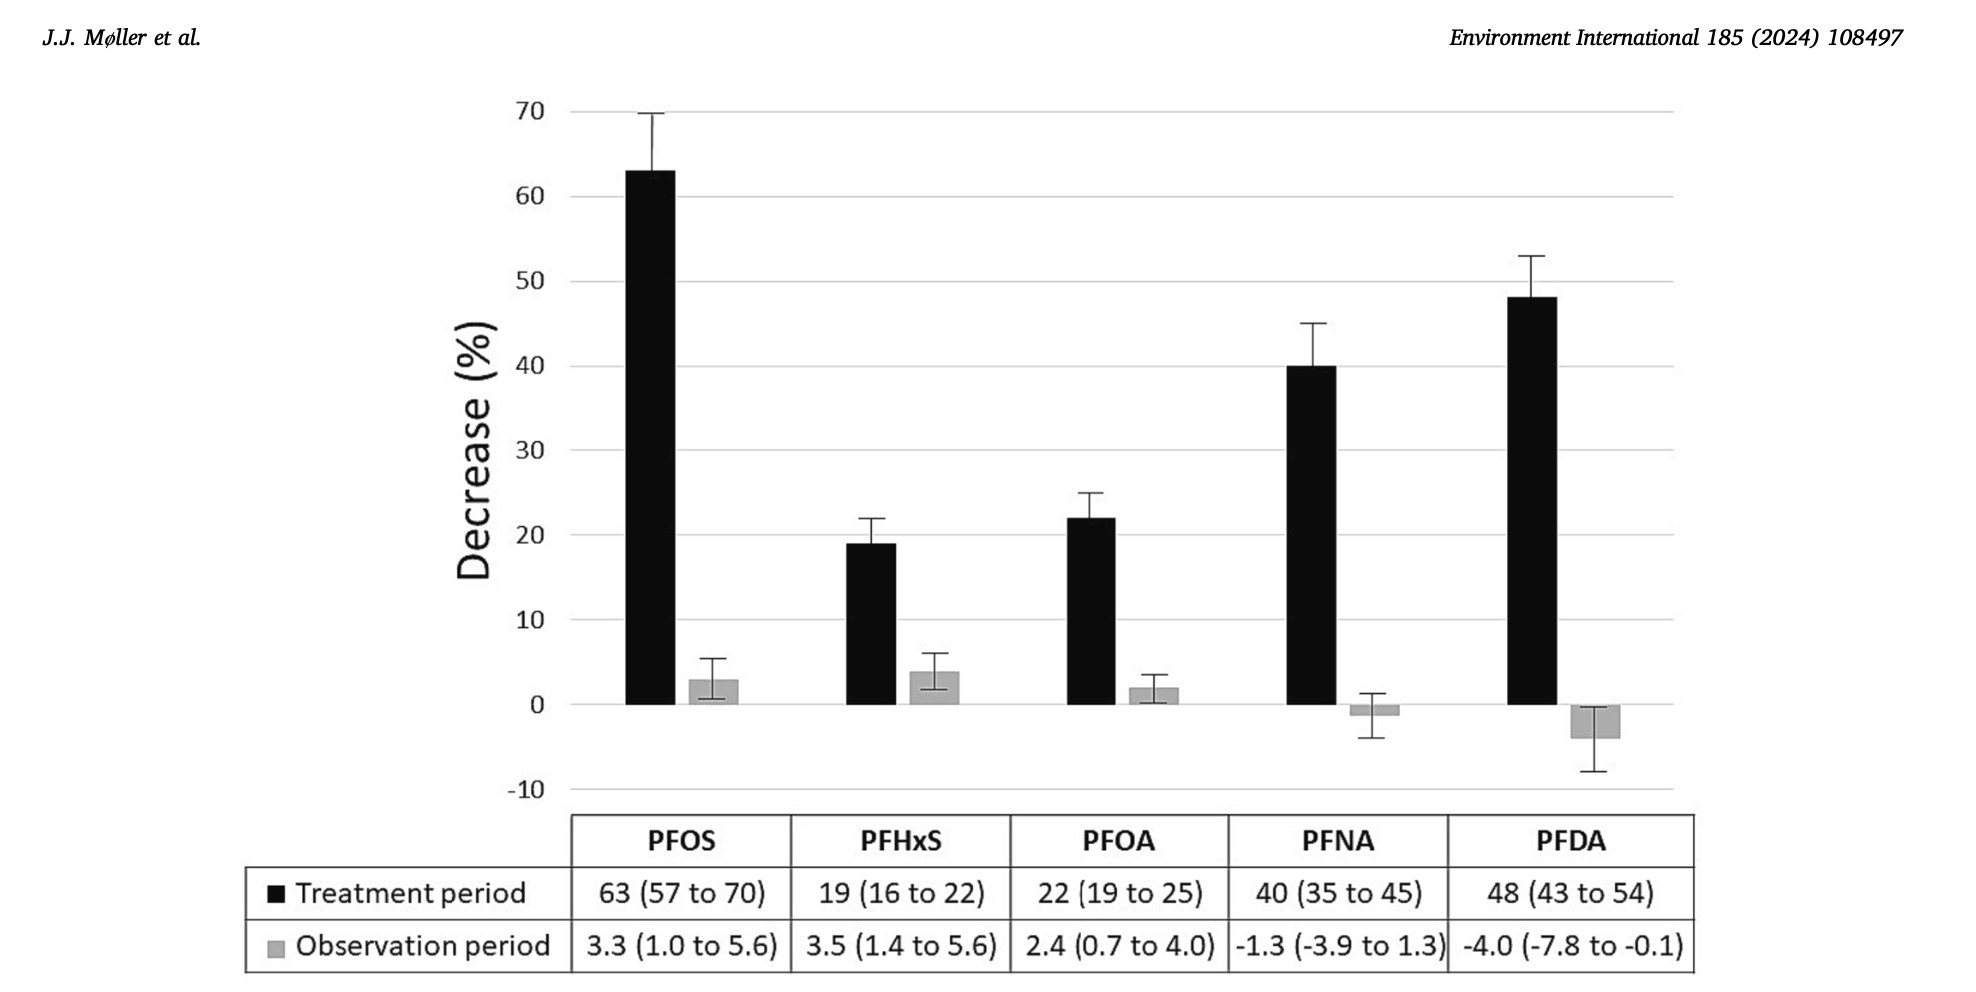 J.J. Møller et al.
Environment International 185 (2024) 108497
Decrease (%)
70
60
50
40
30
20
10
0
-10
PFOS PFHxS PFOA PFNA PFDA
Treatment period 63 (57 to 70) 19 (16 to 22) 22 (19 to 25) 40 (35 to 45) 48 (43 to 54)
Observation period 3.3 (1.0 to 5.6) 3.5 (1.4 to 5.6) 2.4 (0.7 to 4.0) -1.3 (-3.9 to 1.3) -4.0 (-7.8 to -0.1)